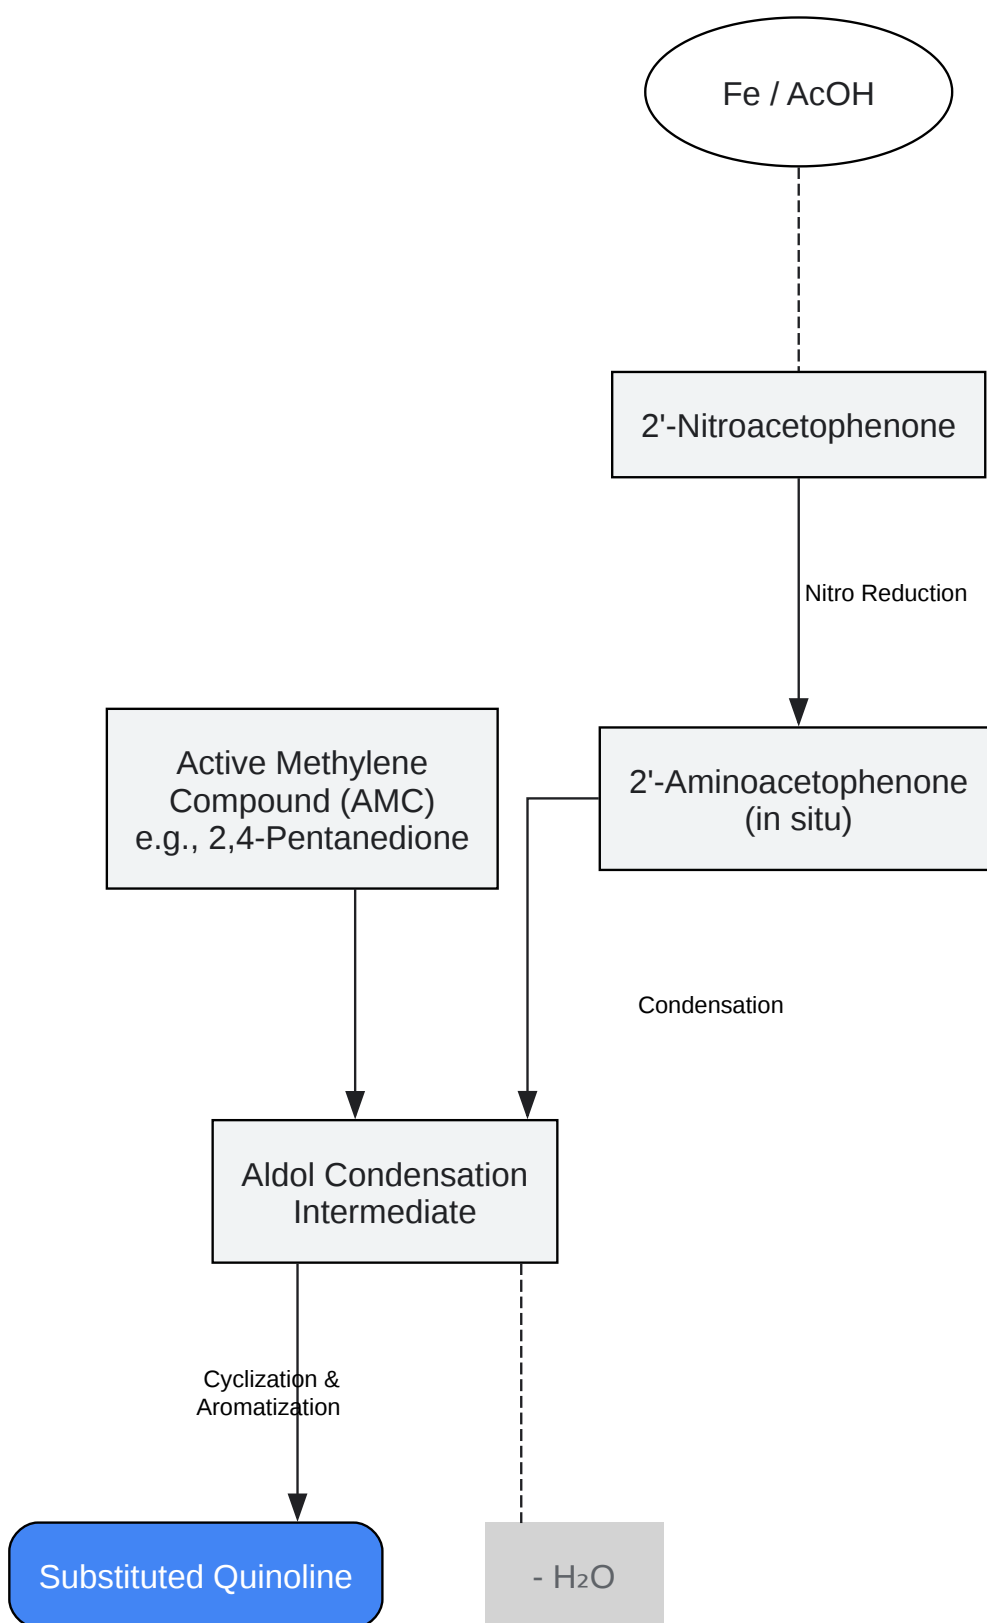 Fe / AcOH
2'-Nitroacetophenone
Nitro Reduction
Active Methylene
Compound (AMC)
e.g., 2,4-Pentanedione
2'-Aminoacetophenone
(in situ)
Condensation
Aldol Condensation
Intermediate
Cyclization &
Aromatization
Substituted Quinoline
- H₂O